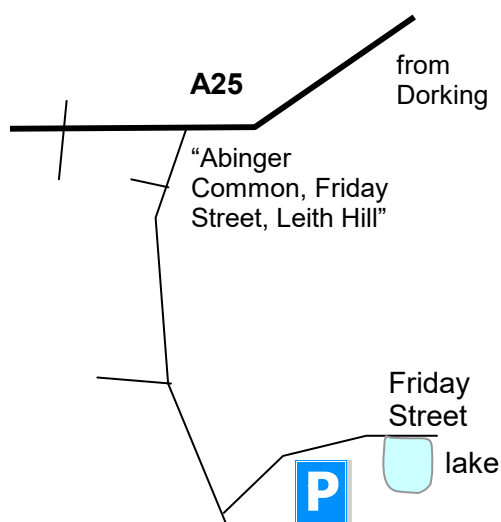 A25
from
Dorking
“Abinger
Common, Friday
Street, Leith Hill”
Friday
Street
lake
P